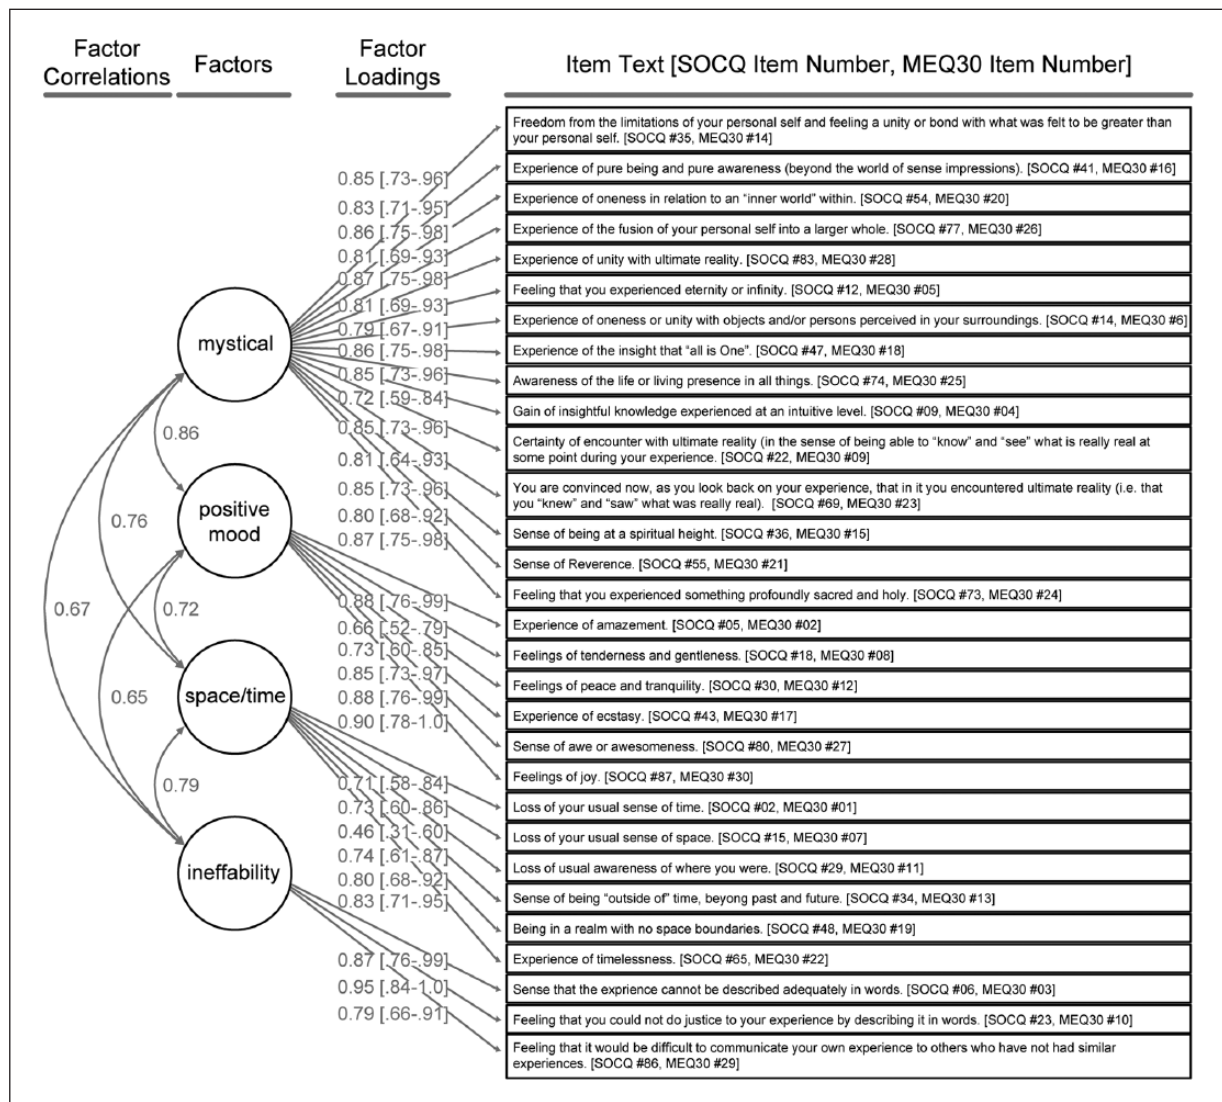 Factor Correlations
Factors
Factor Loadings
Item Text [SOCQ Item Number, MEQ30 Item Number]
mystical
positive mood
space/time
ineffability
0.86
0.76
0.72
0.67
0.65
0.79
0.85 [.73-.96]
0.83 [.71-.95]
0.86 [.75-.98]
0.81 [.69-.93]
0.87 [.75-.98]
0.81 [.69-.93]
0.79 [.67-.91]
0.86 [.75-.98]
0.85 [.73-.96]
0.72 [.59-.84]
0.85 [.73-.96]
0.81 [.64-.93]
0.85 [.73-.96]
0.80 [.68-.92]
0.87 [.75-.98]
0.88 [.76-.99]
0.66 [.52-.79]
0.73 [.60-.85]
0.85 [.73-.97]
0.88 [.76-.99]
0.90 [.78-1.0]
0.71 [.58-.84]
0.73 [.60-.86]
0.46 [.31-.60]
0.74 [.61-.87]
0.80 [.68-.92]
0.83 [.71-.95]
0.87 [.76-.99]
0.95 [.84-1.0]
0.79 [.66-.91]
Freedom from the limitations of your personal self and feeling a unity or bond with what was felt to be greater than
your personal self. [SOCQ #35, MEQ30 #14]
Experience of pure being and pure awareness (beyond the world of sense impressions). [SOCQ #41, MEQ30 #16]
Experience of oneness in relation to an “inner world” within. [SOCQ #54, MEQ30 #20]
Experience of the fusion of your personal self into a larger whole. [SOCQ #77, MEQ30 #26]
Experience of unity with ultimate reality. [SOCQ #83, MEQ30 #28]
Feeling that you experienced eternity or infinity. [SOCQ #12, MEQ30 #05]
Experience of oneness or unity with objects and/or persons perceived in your surroundings. [SOCQ #14, MEQ30 #6]
Experience of the insight that “all is One”. [SOCQ #47, MEQ30 #18]
Awareness of the life or living presence in all things. [SOCQ #74, MEQ30 #25]
Gain of insightful knowledge experienced at an intuitive level. [SOCQ #09, MEQ30 #04]
Certainty of encounter with ultimate reality (in the sense of being able to “know” and “see” what is really real at
some point during your experience. [SOCQ #22, MEQ30 #09]
You are convinced now, as you look back on your experience, that in it you encountered ultimate reality (i.e. that
you “knew” and “saw” what was really real). [SOCQ #69, MEQ30 #23]
Sense of being at a spiritual height. [SOCQ #36, MEQ30 #15]
Sense of Reverence. [SOCQ #55, MEQ30 #21]
Feeling that you experienced something profoundly sacred and holy. [SOCQ #73, MEQ30 #24]
Experience of amazement. [SOCQ #05, MEQ30 #02]
Feelings of tenderness and gentleness. [SOCQ #18, MEQ30 #08]
Feelings of peace and tranquility. [SOCQ #30, MEQ30 #12]
Experience of ecstasy. [SOCQ #43, MEQ30 #17]
Sense of awe or awesomeness. [SOCQ #80, MEQ30 #27]
Feelings of joy. [SOCQ #87, MEQ30 #30]
Loss of your usual sense of time. [SOCQ #02, MEQ30 #01]
Loss of your usual sense of space. [SOCQ #15, MEQ30 #07]
Loss of usual awareness of where you were. [SOCQ #29, MEQ30 #11]
Sense of being “outside of” time, beyong past and future. [SOCQ #34, MEQ30 #13]
Being in a realm with no space boundaries. [SOCQ #48, MEQ30 #19]
Experience of timelessness. [SOCQ #65, MEQ30 #22]
Sense that the exprience cannot be described adequately in words. [SOCQ #06, MEQ30 #03]
Feeling that you could not do justice to your experience by describing it in words. [SOCQ #23, MEQ30 #10]
Feeling that it would be difficult to communicate your own experience to others who have not had similar
experiences. [SOCQ #86, MEQ30 #29]